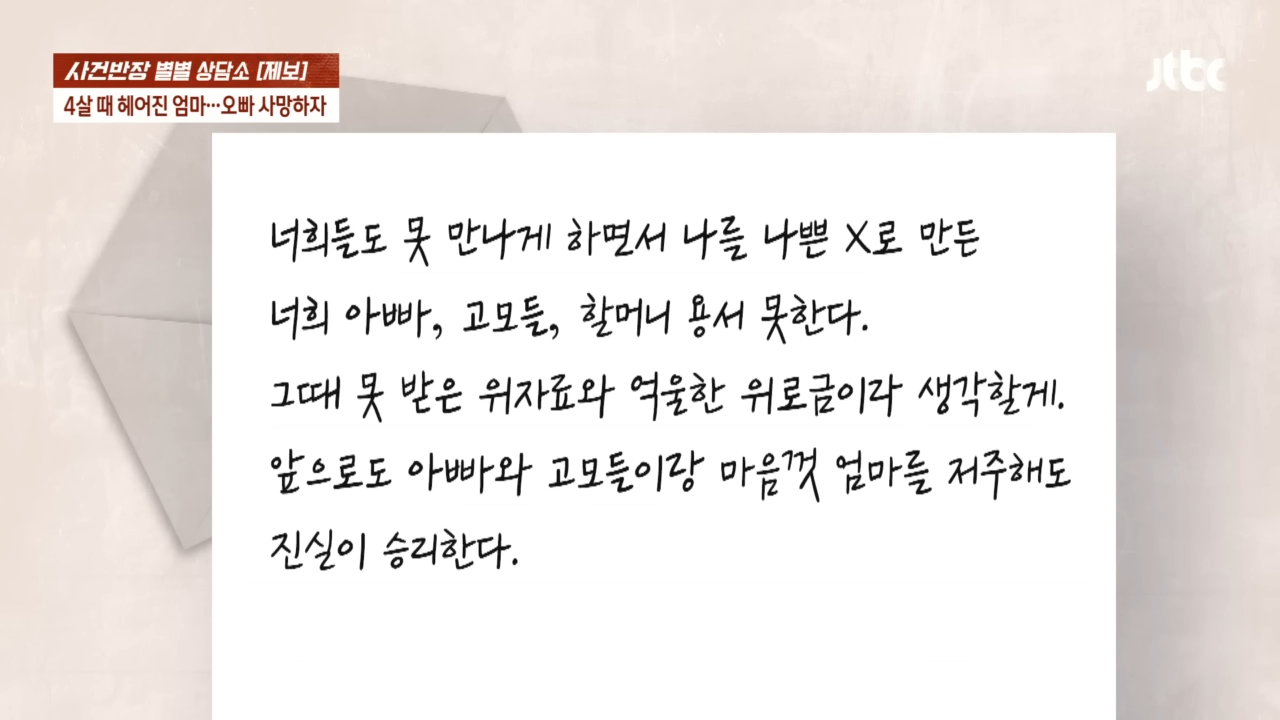 사건반장 별별 상담소 [제보]
4살 때 헤어진 엄마…오빠 사망하자
jtbc
너희들도 못 만나게 하면서 나를 나쁜 X로 만든
너희 아빠, 고모들, 할머니 용서 못한다.
그때 못 받은 위자료와 억울한 위로금이라 생각할게.
앞으로도 아빠와 고모들이랑 마음껏 엄마를 저주해도
진실이 승리한다.